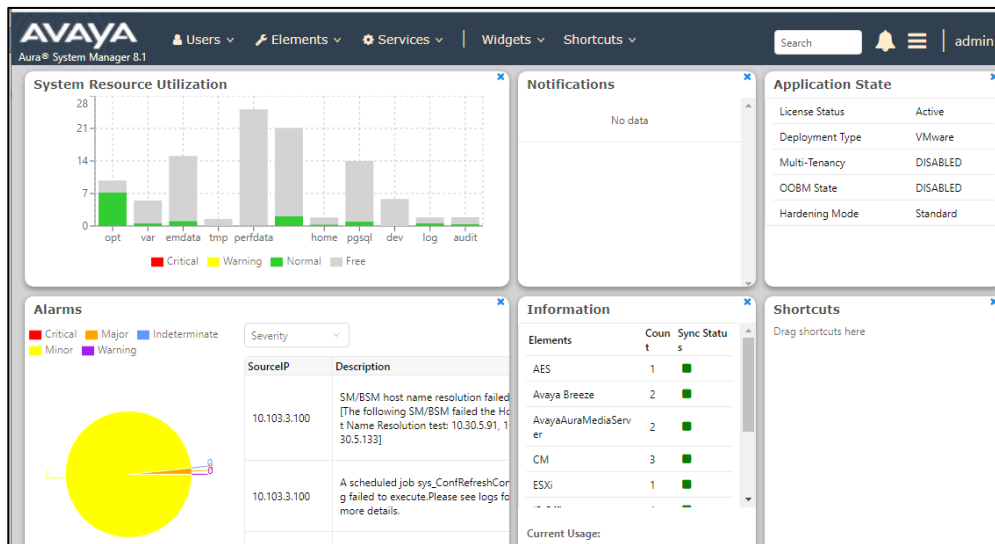 AVAYA
Aura® System Manager 8.1
Users
Elements
Services
Widgets
Shortcuts
Search
admin
System Resource Utilization
28
21
14
7
0
opt var emdata tmp perfdata home pgsql dev log audit
Critical Warning Normal Free
Notifications
No data
Application State
License Status Active
Deployment Type VMware
Multi-Tenancy DISABLED
OOBM State DISABLED
Hardening Mode Standard
Alarms
Critical Major Indeterminate
Minor Warning
Severity
SourceIP Description
10.103.3.100
SM/BSM host name resolution failed
[The following SM/BSM failed the Ho
t Name Resolution test: 10.30.5.91, 1
30.5.133]
10.103.3.100
A scheduled job sys_ConfRefreshCon
g failed to execute.Please see logs fo
more details.
Information
Elements
Coun
t
Sync Statu
s
AES 1
Avaya Breeze 2
AvayaAuraMediaServ
er
2
CM 3
ESXi 1
Current Usage:
Shortcuts
Drag shortcuts here